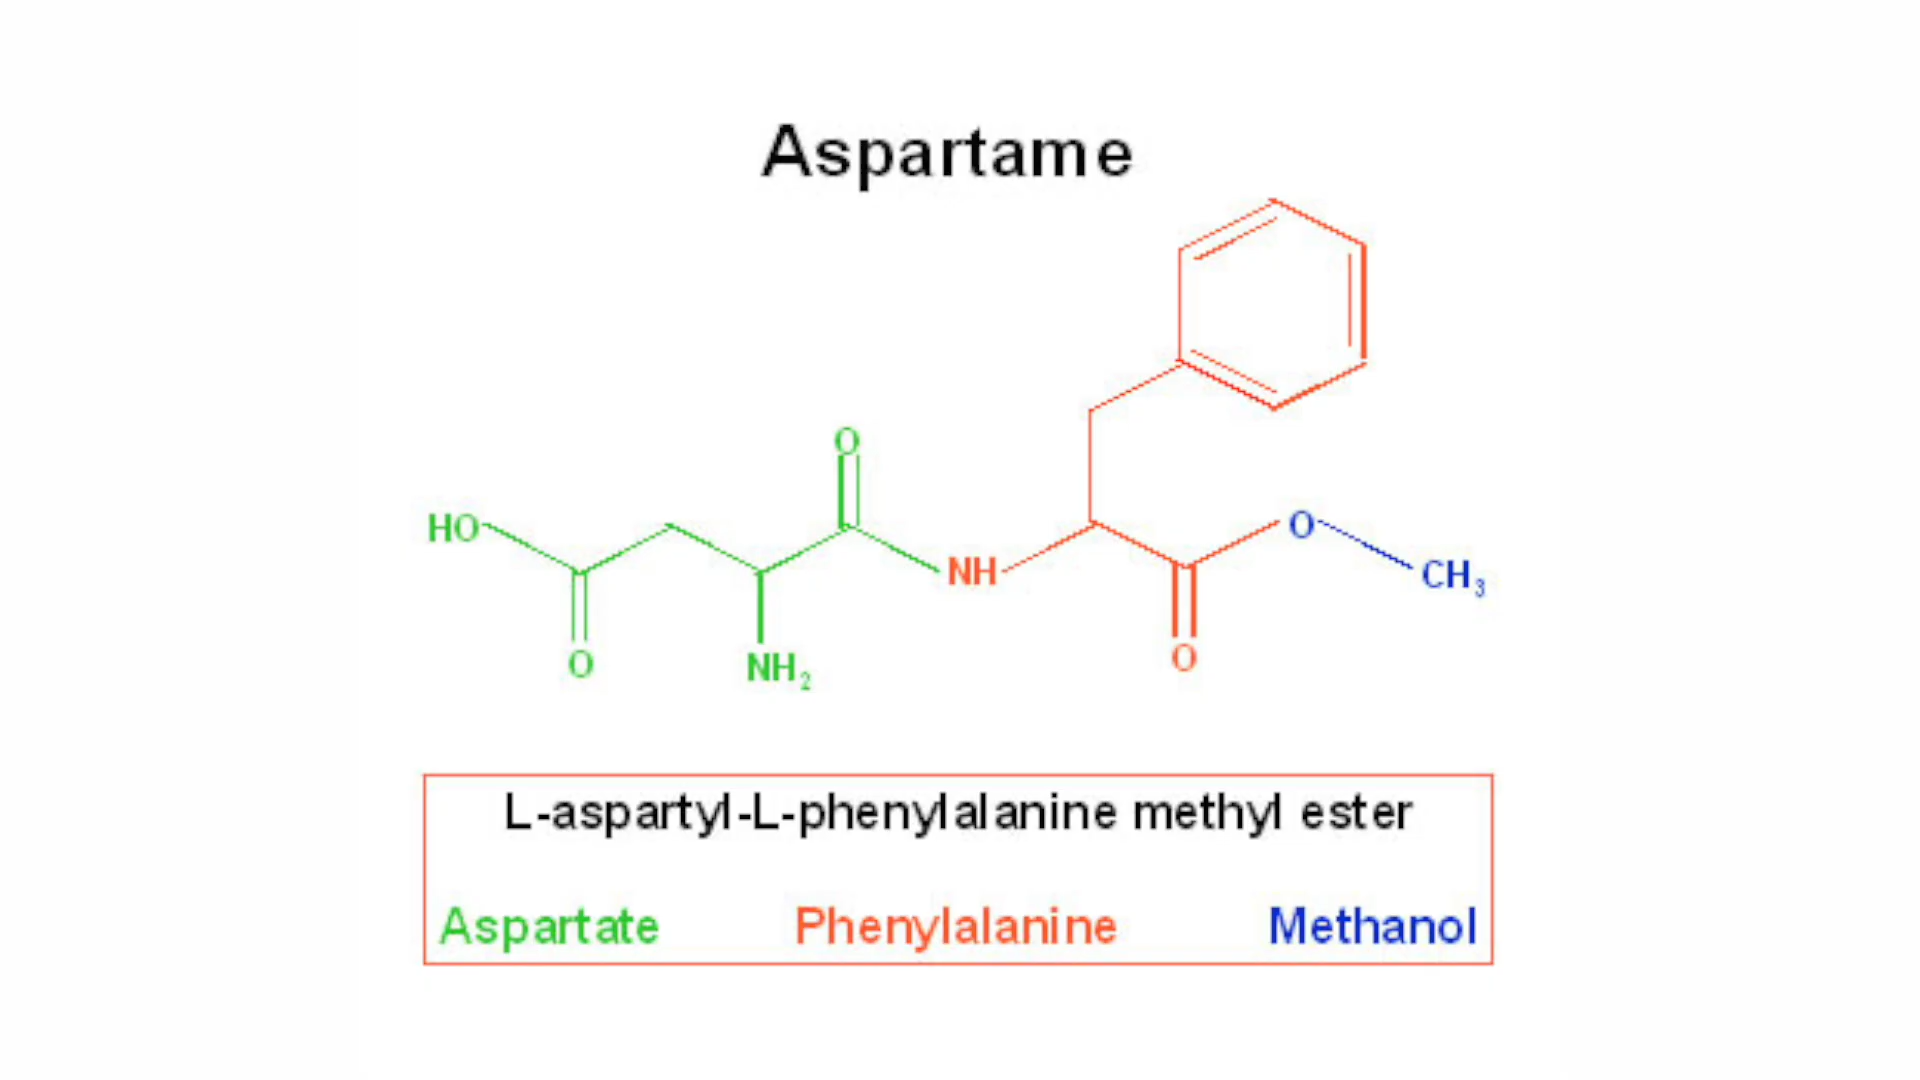 Aspartame
O
HO
NH
O
CH3
O
NH2
O
L-aspartyl-L-phenylalanine methyl ester
Aspartate Phenylalanine Methanol